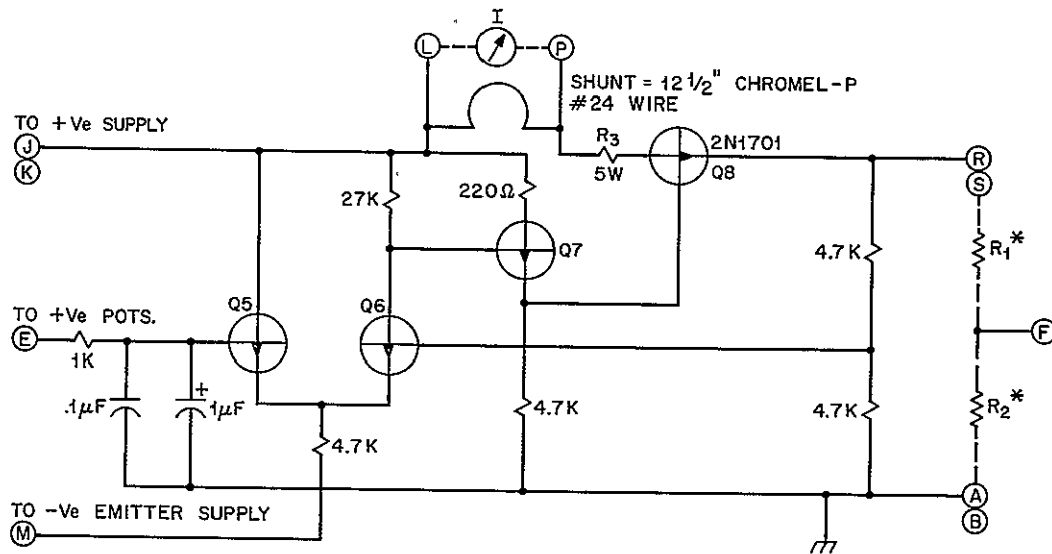 I
L
P
SHUNT = 12 1/2" CHROMEL-P
#24 WIRE
TO +Ve SUPPLY
J
K
R3
5W
2N1701
Q8
R
S
27K
220Ω
Q7
4.7K
R1*
TO +Ve POTS.
E
1K
Q5
Q6
F
.1µF
+
1µF
4.7K
4.7K
4.7K
R2*
TO -Ve EMITTER SUPPLY
M
A
B